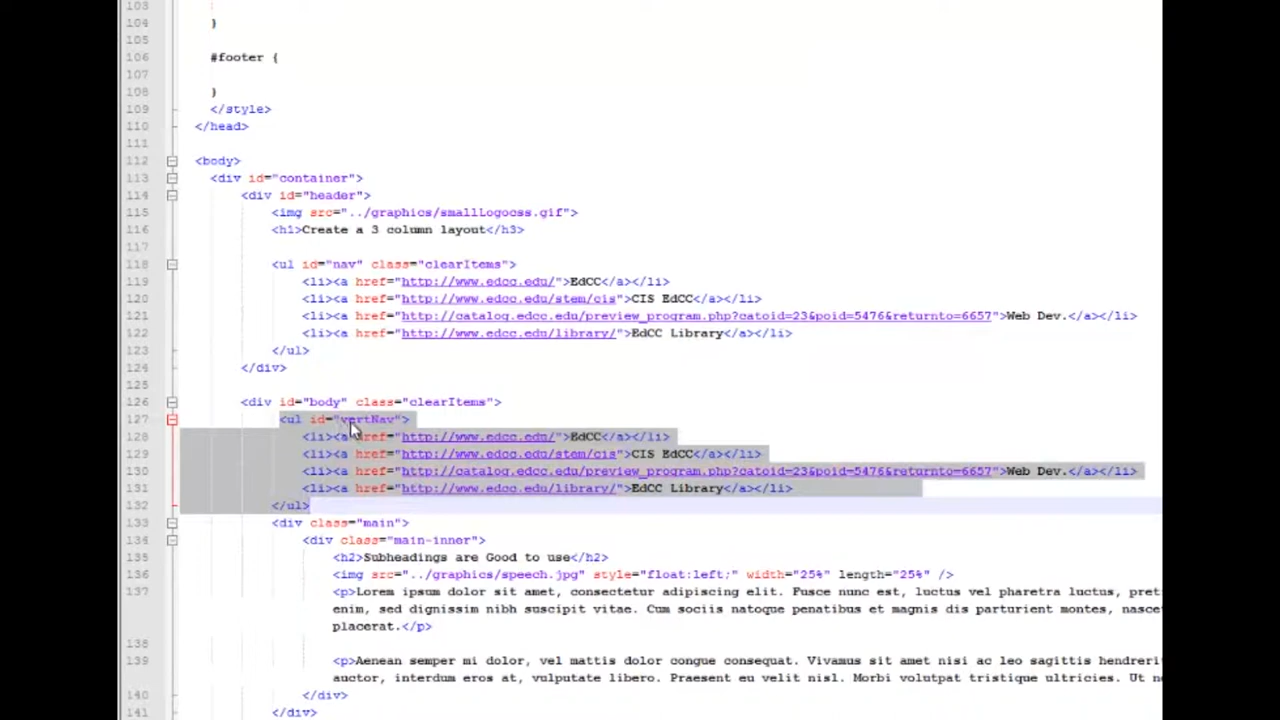 103
104 }
105
106 #footer {
107
108 }
109 </style>
110 </head>
111
112 <body>
113 <div id="container">
114 <div id="header">
115 <img src="../graphics/smallLogocss.gif">
116 <h1>Create a 3 column layout</h3>
117
118 <ul id="nav" class="clearItems">
119 <li><a href="http://www.edcc.edu/">EdCC</a></li>
120 <li><a href="http://www.edcc.edu/stem/cis">CIS EdCC</a></li>
121 <li><a href="http://catalog.edcc.edu/preview_program.php?catoid=23&poid=5476&returnto=6657">Web Dev.</a></li>
122 <li><a href="http://www.edcc.edu/library/">EdCC Library</a></li>
123 </ul>
124 </div>
125
126 <div id="body" class="clearItems">
127 <ul id="vertNav">
128 <li><a href="http://www.edcc.edu/">EdCC</a></li>
129 <li><a href="http://www.edcc.edu/stem/cis">CIS EdCC</a></li>
130 <li><a href="http://catalog.edcc.edu/preview_program.php?catoid=23&poid=5476&returnto=6657">Web Dev.</a></li>
131 <li><a href="http://www.edcc.edu/library/">EdCC Library</a></li>
132 </ul>
133 <div class="main">
134 <div class="main-inner">
135 <h2>Subheadings are Good to use</h2>
136 <img src="../graphics/speech.jpg" style="float:left;" width="25%" length="25%" />
137 <p>Lorem ipsum dolor sit amet, consectetur adipiscing elit. Fusce nunc est, luctus vel pharetra luctus, pret
enim, sed dignissim nibh suscipit vitae. Cum sociis natoque penatibus et magnis dis parturient montes, nasce
placerat.</p>
138
139 <p>Aenean semper mi dolor, vel mattis dolor congue consequat. Vivamus sit amet nisi ac leo sagittis hendreri
auctor, interdum eros at, vulputate libero. Praesent eu velit nisl. Morbi volutpat tristique ultricies. Ut ne
140 </div>
141 </div>